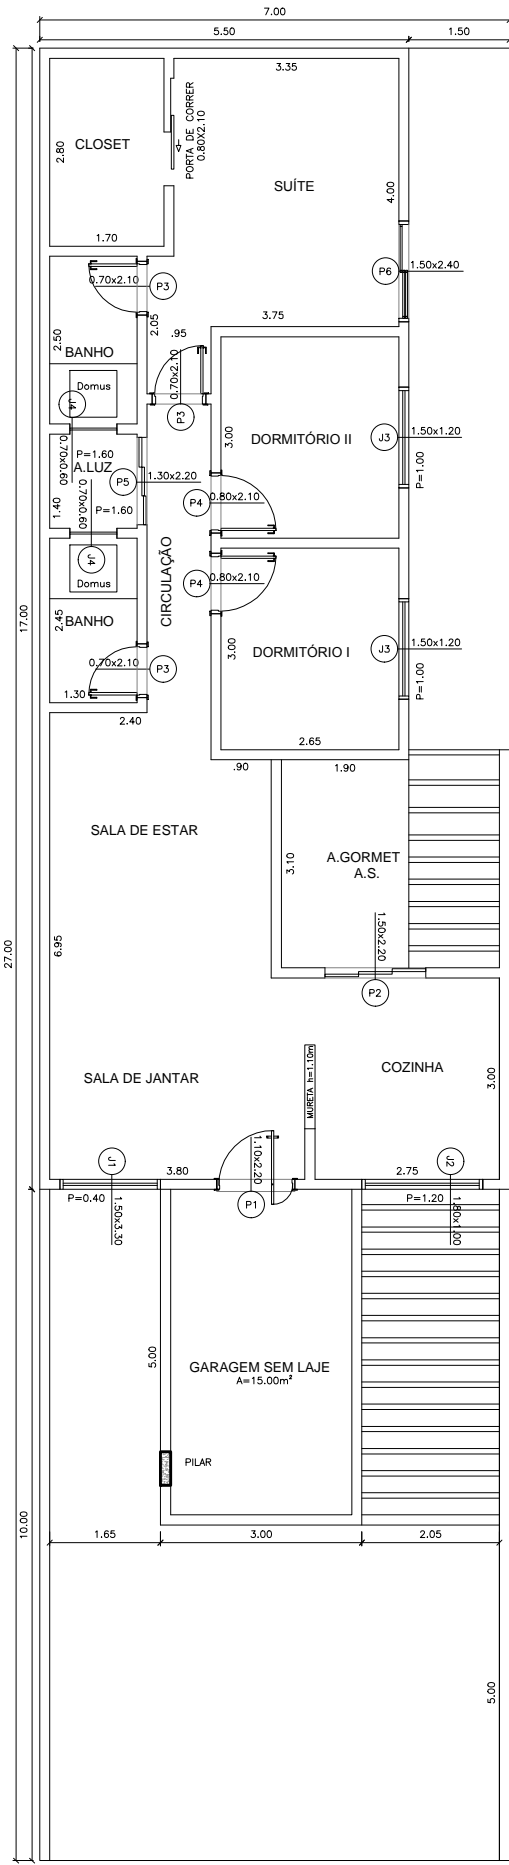 7.00
5.50
1.50
3.35
2.80
CLOSET
PORTA DE CORRER
0.80X2.10
SUÍTE
4.00
1.70
P6
1.50x2.40
0.70x2.10
P3
2.50
2.05
3.75
.95
BANHO
0.70x2.10
P3
Domus
J4
0.70x0.60
3.00
DORMITÓRIO II
J3
1.50x1.20
P=1.00
P=1.60
A.LUZ
P5
1.30x2.20
0.70x0.60
1.40
P=1.60
P4
0.80x2.10
J4
Domus
CIRCULAÇÃO
P4
0.80x2.10
17.00
2.45
BANHO
3.00
DORMITÓRIO I
J3
1.50x1.20
P=1.00
0.70x2.10
P3
1.30
2.40
2.65
.90
1.90
SALA DE ESTAR
A.GORMET
A.S.
3.10
1.50x2.20
6.95
27.00
P2
SALA DE JANTAR
MURETA h=1.10m
COZINHA
3.00
J1
3.80
1.10x2.20
2.75
J2
P=0.40
1.50x3.30
P1
P=1.20
1.80x1.00
5.00
GARAGEM SEM LAJE
A=15.00m²
PILAR
10.00
1.65
3.00
2.05
5.00